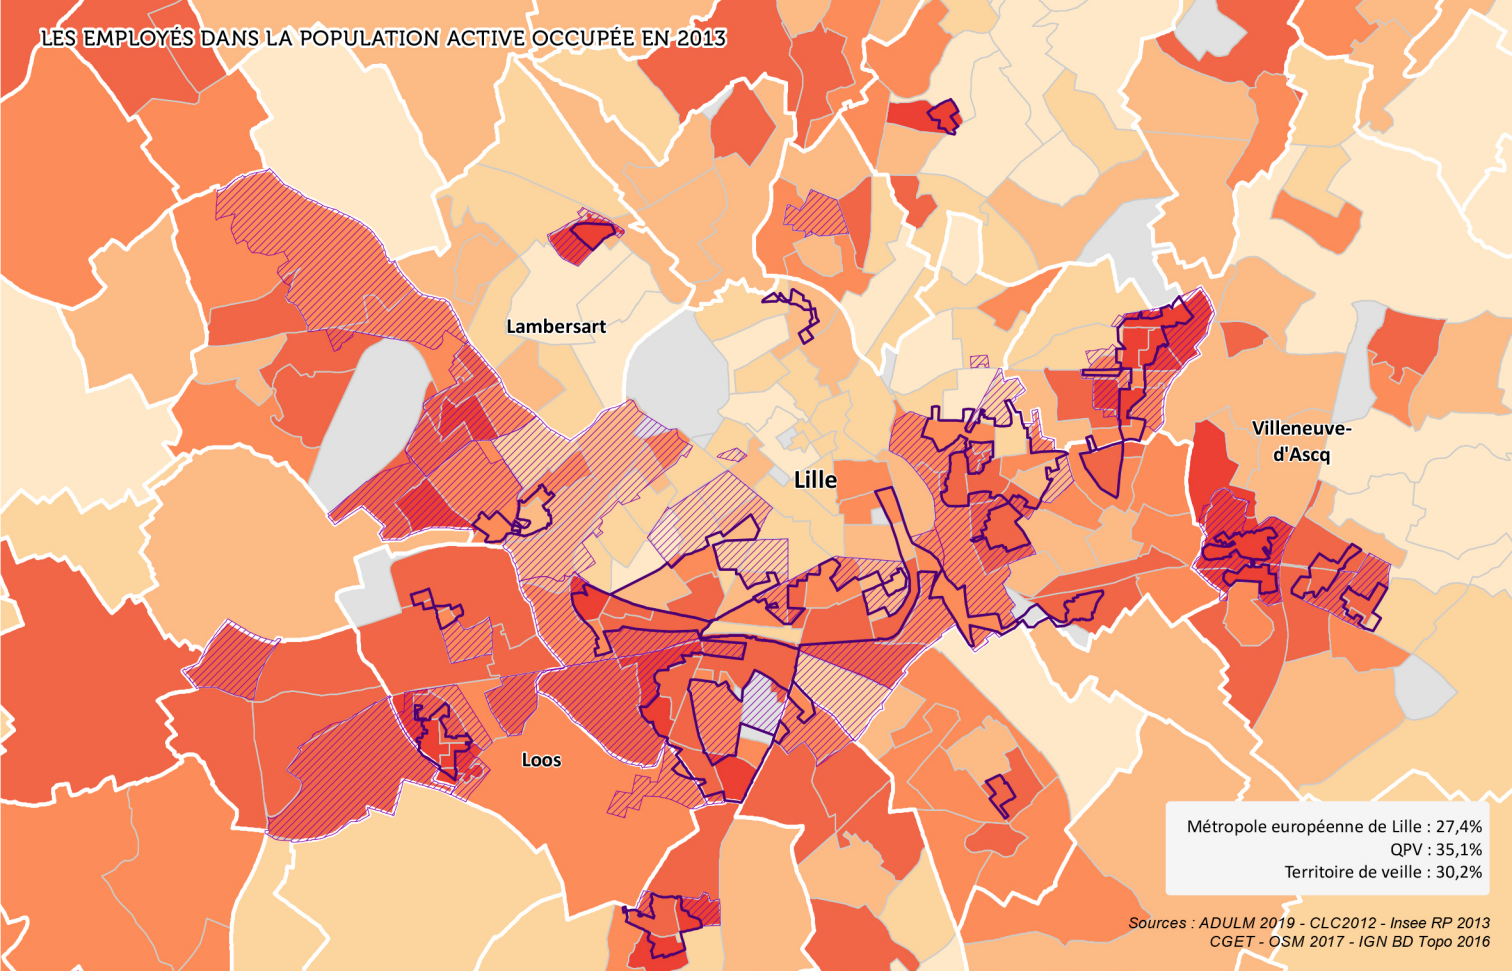 LES EMPLOYÉS DANS LA POPULATION ACTIVE OCCUPÉE EN 2013
Lambersart
Villeneuve-
d'Ascq
Lille
Loos
Métropole européenne de Lille : 27,4%
QPV : 35,1%
Territoire de veille : 30,2%
Sources : ADULM 2019 - CLC2012 - Insee RP 2013
CGET - OSM 2017 - IGN BD Topo 2016